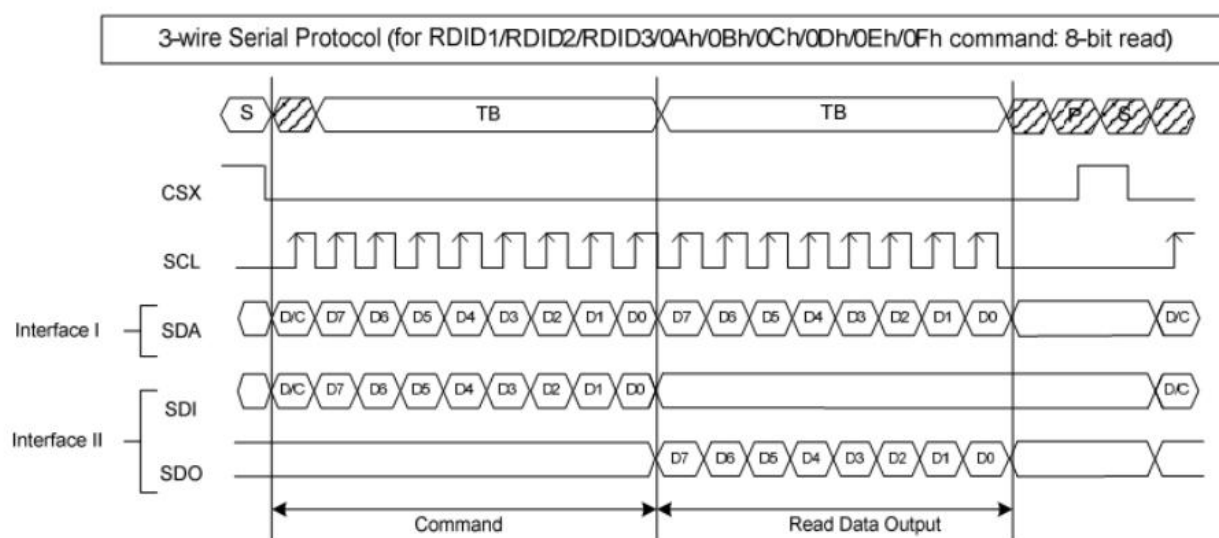 3-wire Serial Protocol (for RDID1/RDID2/RDID3/0Ah/0Bh/0Ch/0Dh/0Eh/0Fh command: 8-bit read)
S TB TB P S
CSX
SCL
Interface I
SDA D/C D7 D6 D5 D4 D3 D2 D1 D0 D7 D6 D5 D4 D3 D2 D1 D0 D/C
SDI D/C D7 D6 D5 D4 D3 D2 D1 D0 D/C
Interface II
SDO D7 D6 D5 D4 D3 D2 D1 D0
Command Read Data Output